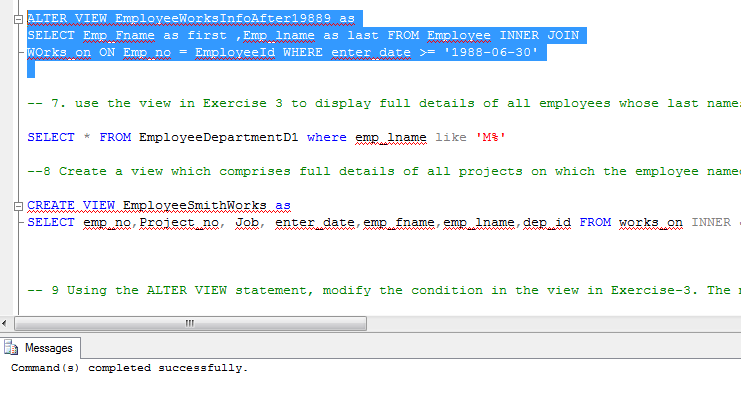 ALTER VIEW EmployeeWorksInfoAfter19889 as
SELECT Emp_Fname as first ,Emp_lname as last FROM Employee INNER JOIN
WOrks_on ON Emp_no = EmployeeId WHERE enter_date >= '1988-06-30'
-- 7. use the view in Exercise 3 to display full details of all employees whose last name
SELECT * FROM EmployeeDepartmentD1 where emp_lname like 'M%'
--8 Create a view which comprises full details of all projects on which the employee name
CREATE VIEW EmployeeSmithWorks as
SELECT emp_no,Project_no, Job, enter_date,emp_fname,emp_lname,dep_id FROM works_on INNER
-- 9 Using the ALTER VIEW statement, modify the condition in the view in Exercise-3. The
Messages
Command(s) completed successfully.